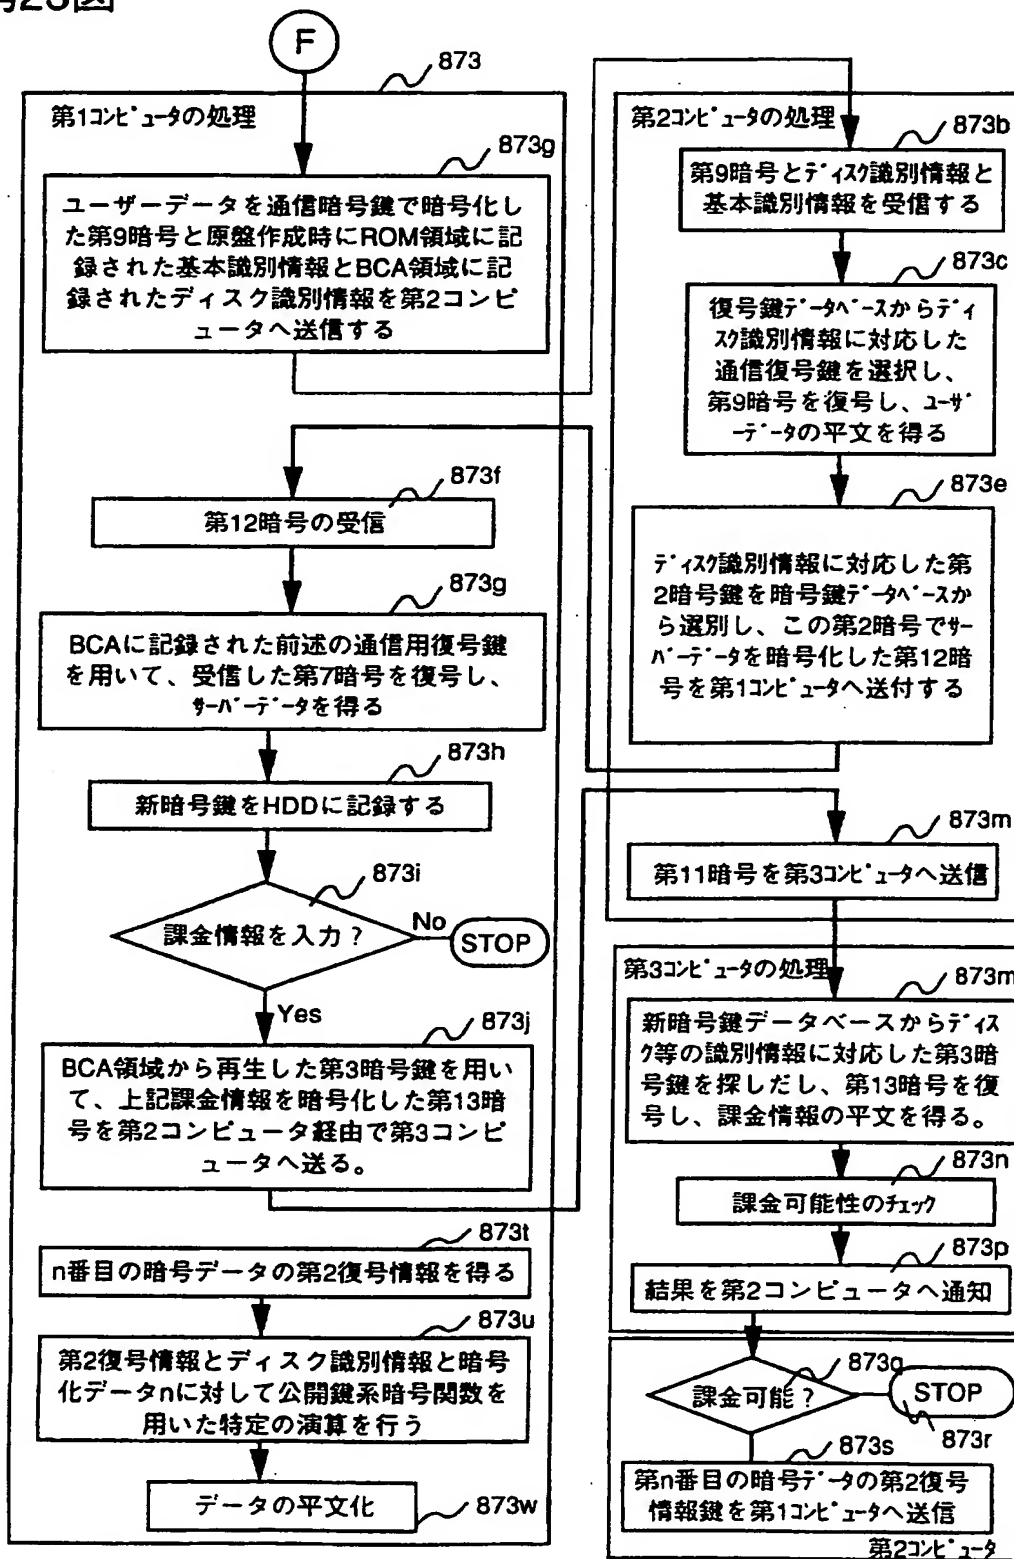 第23図
F
873
第1コンピュータの処理
873g
ユーザーデータを通信暗号鍵で暗号化し
た第9暗号と原盤作成時にROM領域に記
録された基本識別情報とBCA領域に記
録されたディスク識別情報を第2コンピ
ュータへ送信する
873f
第12暗号の受信
873g
BCAに記録された前述の通信用復号鍵
を用いて、受信した第7暗号を復号し、
サーバーデータを得る
873h
新暗号鍵をHDDに記録する
873i
課金情報を入力？
No
STOP
Yes
873j
BCA領域から再生した第3暗号鍵を用い
て、上記課金情報を暗号化した第13暗
号を第2コンピュータ経由で第3コンピ
ュータへ送る。
873t
n番目の暗号データの第2復号情報を得る
873u
第2復号情報とディスク識別情報と暗号
化データnに対して公開鍵系暗号関数を
用いた特定の演算を行う
データの平文化
873w
第2コンピュータの処理
873b
第9暗号とディスク識別情報と
基本識別情報を受信する
873c
復号鍵データベースからディ
スク識別情報に対応した
通信復号鍵を選択し、
第9暗号を復号し、ユーザ
ーデータの平文を得る
873e
ディスク識別情報に対応した第
2暗号鍵を暗号鍵データベースか
ら選別し、この第2暗号でサー
バーデータを暗号化した第12暗
号を第1コンピュータへ送付する
873m
第11暗号を第3コンピュータへ送信
第3コンピュータの処理
873m
新暗号鍵データベースからディス
ク等の識別情報に対応した第3暗
号鍵を探しだし、第13暗号を復
号し、課金情報の平文を得る。
873n
課金可能性のチェック
873p
結果を第2コンピュータへ通知
873q
課金可能？
STOP
873r
873s
第n番目の暗号データの第2復号
情報鍵を第1コンピュータへ送信
第2コンピュータ